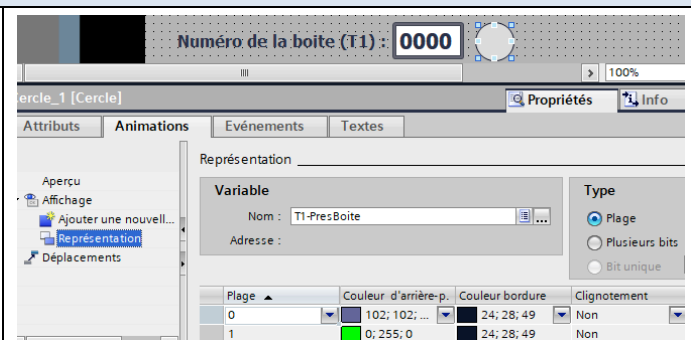 Numéro de la boite (T1) : 0000
100%
Cercle_1 [Cercle]
Propriétés
Info
Attributs
Animations
Evénements
Textes
Aperçu
Affichage
Ajouter une nouvell...
Représentation
Déplacements
Représentation
Variable
Nom : T1-PresBoite
...
Adresse :
Type
Plage
Plusieurs bits
Bit unique
Plage Couleur d'arrière-p. Couleur bordure Clignotement
0 102; 102; ... 24; 28; 49 Non
1 0; 255; 0 24; 28; 49 Non